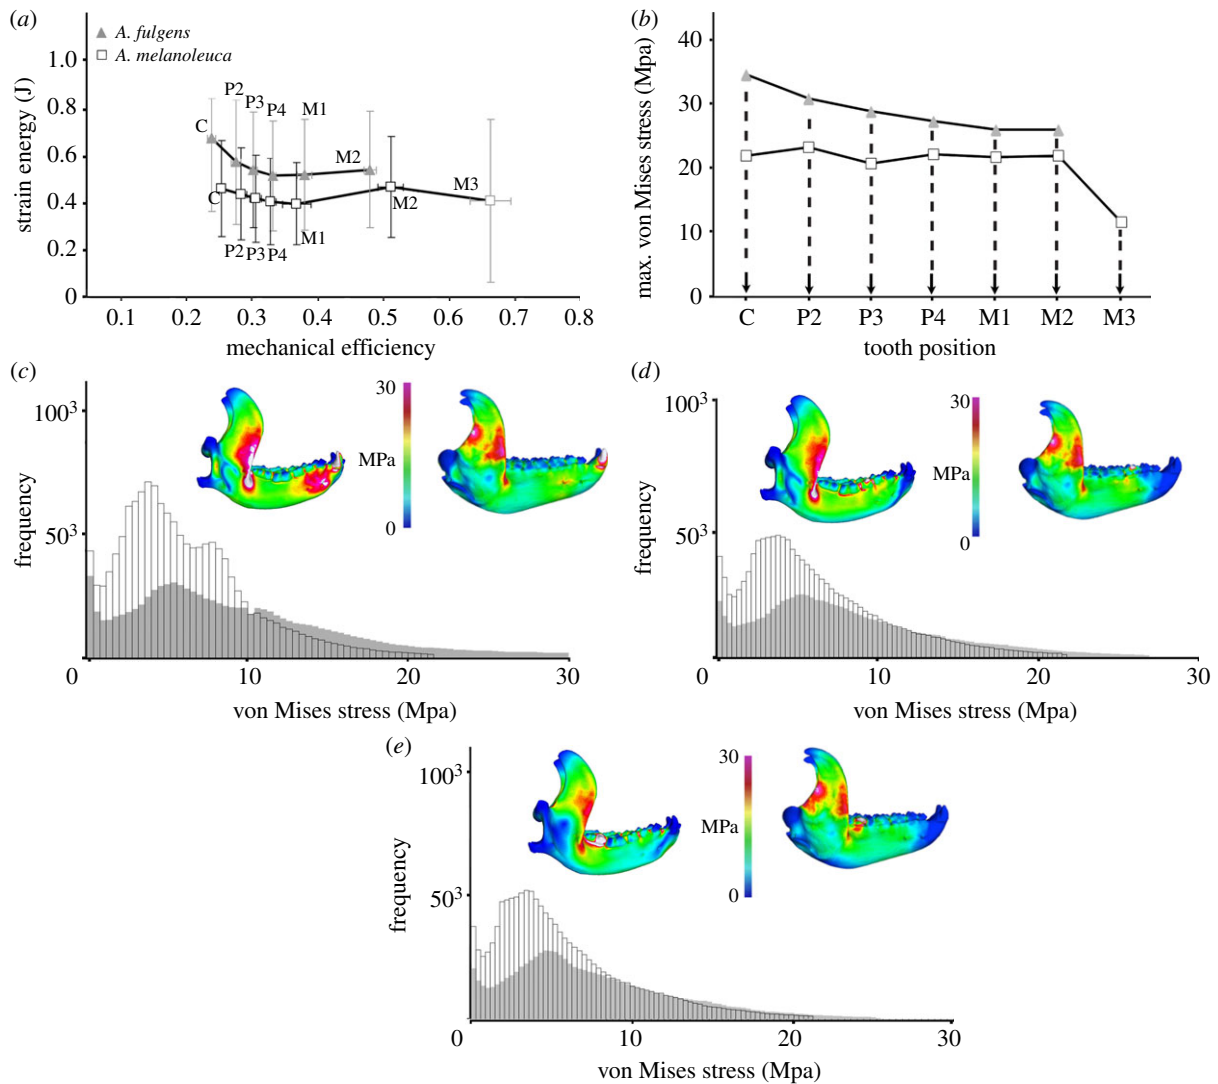 (a)
A. fulgens
A. melanoleuca
strain energy (J)
1.0
0.8
0.6
0.4
0.2
0
C
P2
P3
P4
M1
M2
M3
C
P2
P3
P4
M1
M2
0.1
0.2
0.3
0.4
0.5
0.6
0.7
0.8
mechanical efficiency
(b)
max. von Mises stress (Mpa)
40
30
20
10
0
C
P2
P3
P4
M1
M2
M3
tooth position
(c)
frequency
100³
50³
0
30
MPa
0
0
10
20
30
von Mises stress (Mpa)
(d)
frequency
100³
50³
0
30
MPa
0
0
10
20
30
von Mises stress (Mpa)
(e)
frequency
100³
50³
30
MPa
0
0
10
20
30
von Mises stress (Mpa)